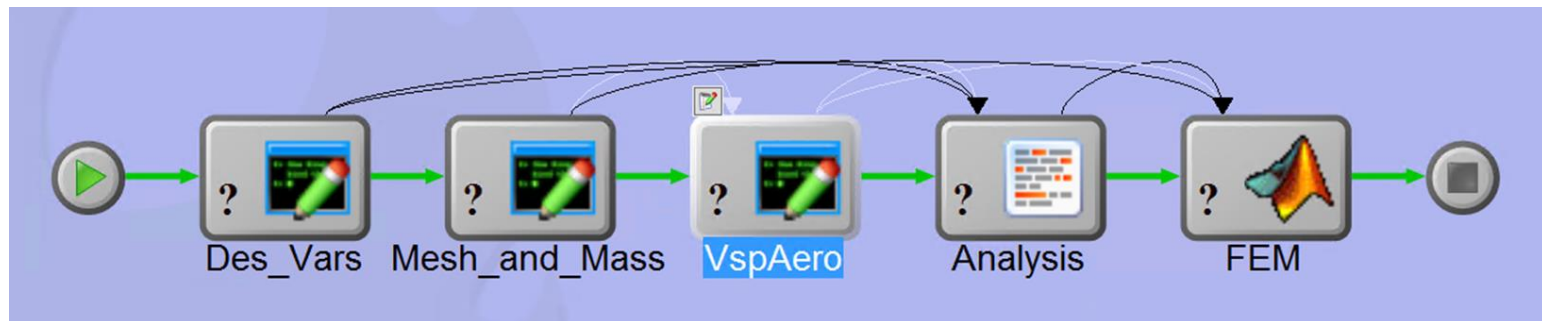 ?
?
?
?
?
Des_Vars
Mesh_and_Mass
VspAero
Analysis
FEM